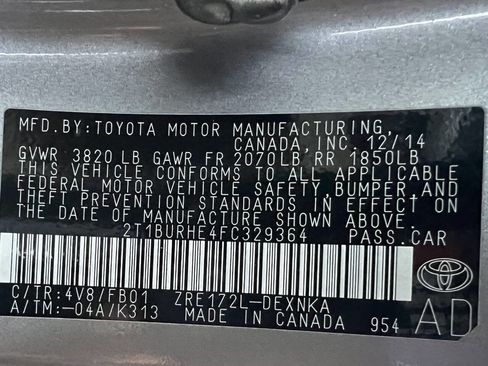 MFD.BY:TOYOTA MOTOR MANUFACTURING,
CANADA, INC. 12/14
GVWR 3820 LB GAWR FR 2070LB RR 1850LB
THIS VEHICLE CONFORMS TO ALL APPLICABLE
FEDERAL MOTOR VEHICLE SAFETY BUMPER, AND
THEFT PREVENTION STANDARDS IN EFFECT ON
THE DATE OF MANUFACTURE SHOWN ABOVE.
2T1BURHE4FC329364 PASS.CAR
C/TR:4V8/FB01 ZRE172L-DEXNKA
A/TM:-04A/K313 MADE IN CANADA 954
AD